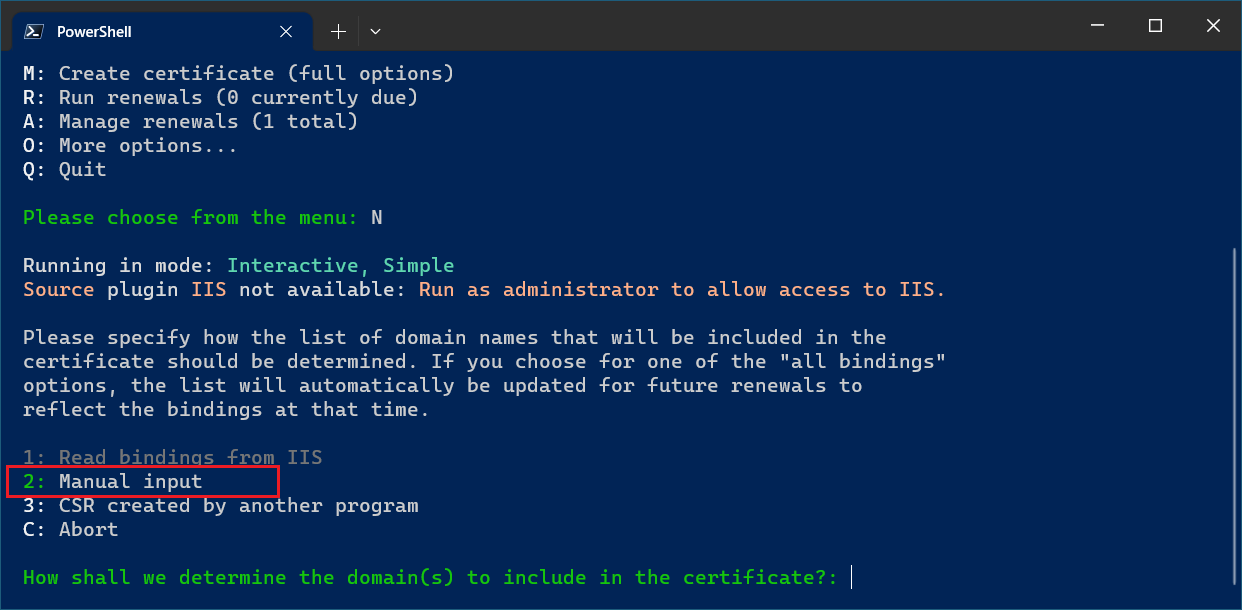 PowerShell
M: Create certificate (full options)
R: Run renewals (0 currently due)
A: Manage renewals (1 total)
O: More options...
Q: Quit
Please choose from the menu: N
Running in mode: Interactive, Simple
Source plugin IIS not available: Run as administrator to allow access to IIS.
Please specify how the list of domain names that will be included in the
certificate should be determined. If you choose for one of the "all bindings"
options, the list will automatically be updated for future renewals to
reflect the bindings at that time.
1: Read bindings from IIS
2: Manual input
3: CSR created by another program
C: Abort
How shall we determine the domain(s) to include in the certificate?: